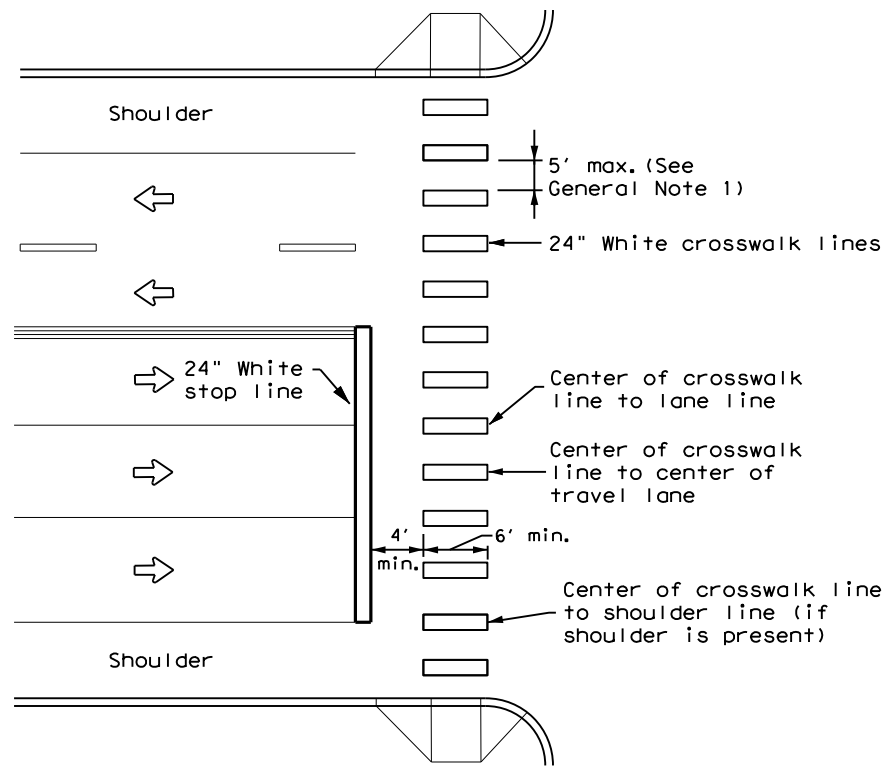 Shoulder
5' max. (See
General Note 1)
24" White crosswalk lines
24" White
stop line
Center of crosswalk
line to lane line
Center of crosswalk
line to center of
travel lane
4'
min.
6' min.
Center of crosswalk line
to shoulder line (if
shoulder is present)
Shoulder